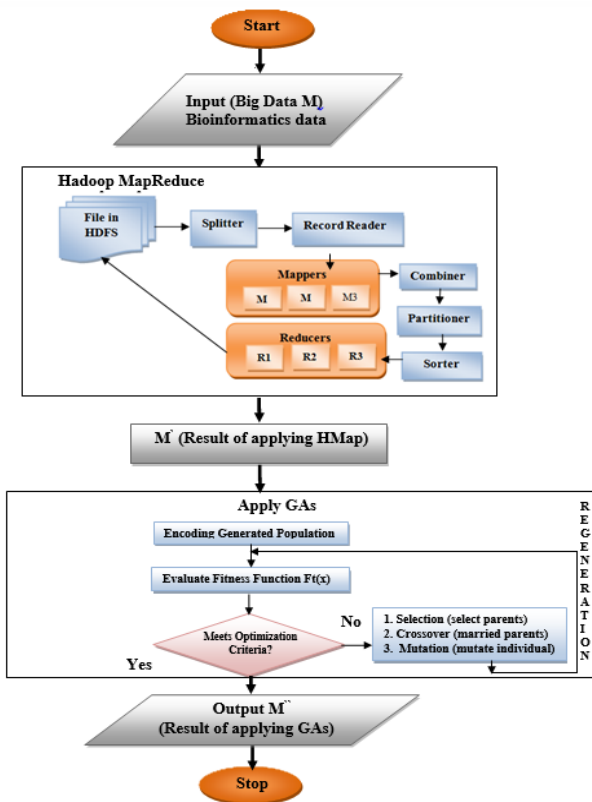 Start
Input (Big Data M)
Bioinformatics data
Hadoop MapReduce
File in
HDFS
Splitter
Record Reader
Mappers
M M M3
Combiner
Partitioner
Sorter
Reducers
R1 R2 R3
M` (Result of applying HMap)
Apply GAs
Encoding Generated Population
Evaluate Fitness Function Ft(x)
Meets Optimization
Criteria?
No
Yes
1. Selection (select parents)
2. Crossover (married parents)
3. Mutation (mutate individual)
REGENERATION
Output M``
(Result of applying GAs)
Stop